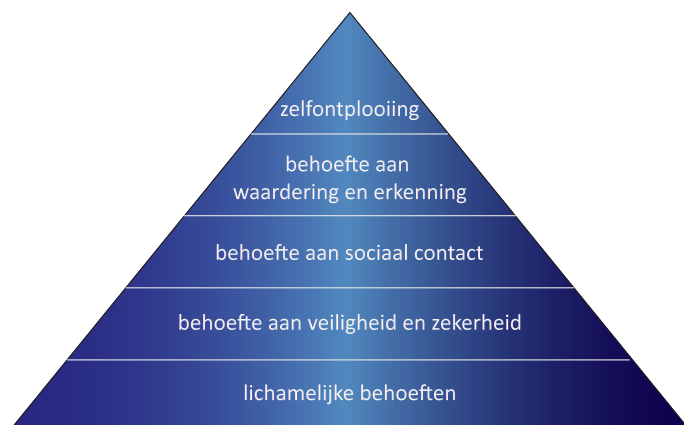 zelfontplooiing
behoefte aan
waardering en erkenning
behoefte aan sociaal contact
behoefte aan veiligheid en zekerheid
lichamelijke behoeften